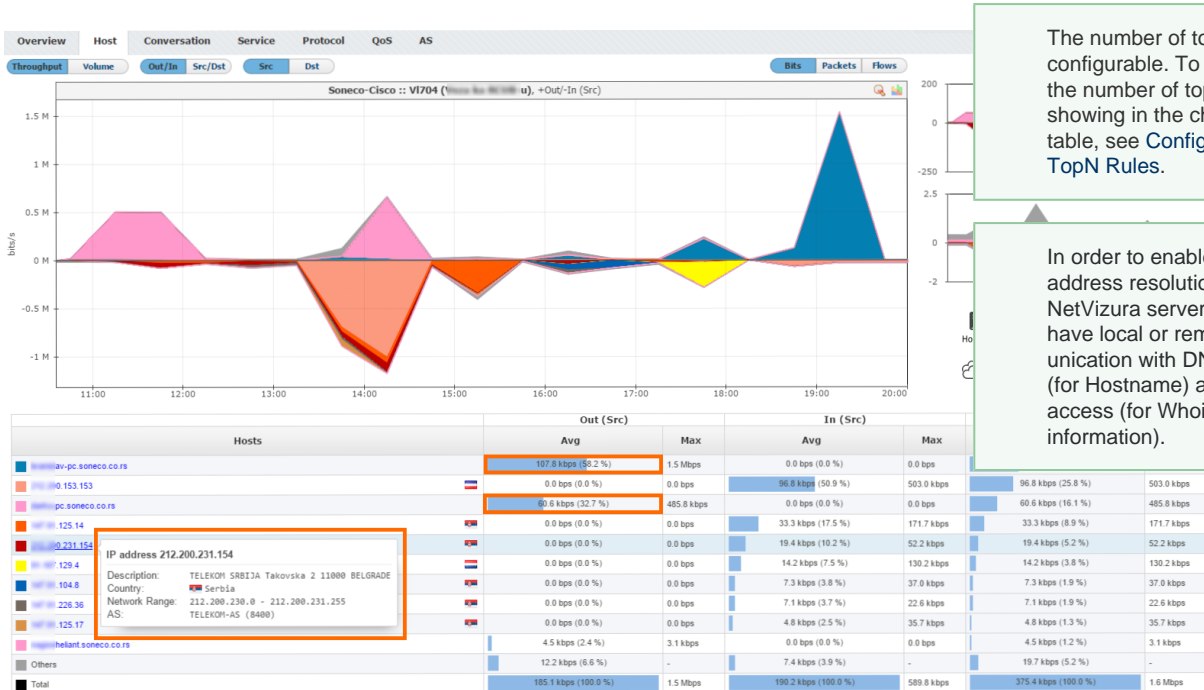 Overview Host Conversation Service Protocol QoS AS
Throughput Volume Out/In Src/Dst Src Dst Bits Packets Flows
Soneco-Cisco :: Vl704 ( u), +Out/-In (Src)
bits/s
1.5 M
1 M
0.5 M
0 M
-0.5 M
-1 M
11:00 12:00 13:00 14:00 15:00 16:00 17:00 18:00 19:00 20:00
200
0
-250
2.5
0
-2
Ho
The number of to
configurable. To
the number of top
showing in the ch
table, see Config
TopN Rules.
In order to enable
address resolutio
NetVizura server
have local or rem
unication with DN
(for Hostname) a
access (for Whoi
information).
Out (Src) In (Src)
Hosts Avg Max Avg Max
av-pc.soneco.co.rs 107.8 kbps (58.2 %) 1.5 Mbps 0.0 bps (0.0 %) 0.0 bps
0.153.153 0.0 bps (0.0 %) 0.0 bps 96.8 kbps (50.9 %) 503.0 kbps 96.8 kbps (25.8 %) 503.0 kbps
pc.soneco.co.rs 60.6 kbps (32.7 %) 485.8 kbps 0.0 bps (0.0 %) 0.0 bps 60.6 kbps (16.1 %) 485.8 kbps
.125.14 0.0 bps (0.0 %) 0.0 bps 33.3 kbps (17.5 %) 171.7 kbps 33.3 kbps (8.9 %) 171.7 kbps
0.231.154 0.0 bps (0.0 %) 0.0 bps 19.4 kbps (10.2 %) 52.2 kbps 19.4 kbps (5.2 %) 52.2 kbps
.129.4 0.0 bps (0.0 %) 0.0 bps 14.2 kbps (7.5 %) 130.2 kbps 14.2 kbps (3.8 %) 130.2 kbps
.104.8 0.0 bps (0.0 %) 0.0 bps 7.3 kbps (3.8 %) 37.0 kbps 7.3 kbps (1.9 %) 37.0 kbps
.226.36 0.0 bps (0.0 %) 0.0 bps 7.1 kbps (3.7 %) 22.6 kbps 7.1 kbps (1.9 %) 22.6 kbps
.125.17 0.0 bps (0.0 %) 0.0 bps 4.8 kbps (2.5 %) 35.7 kbps 4.8 kbps (1.3 %) 35.7 kbps
heliant.soneco.co.rs 4.5 kbps (2.4 %) 3.1 kbps 0.0 bps (0.0 %) 0.0 bps 4.5 kbps (1.2 %) 3.1 kbps
Others 12.2 kbps (6.6 %) - 7.4 kbps (3.9 %) - 19.7 kbps (5.2 %) -
Total 185.1 kbps (100.0 %) 1.5 Mbps 190.2 kbps (100.0 %) 589.8 kbps 375.4 kbps (100.0 %) 1.6 Mbps
IP address 212.200.231.154
Description: TELEKOM SRBIJA Takovska 2 11000 BELGRADE
Country: Serbia
Network Range: 212.200.230.0 - 212.200.231.255
AS: TELEKOM-AS (8400)